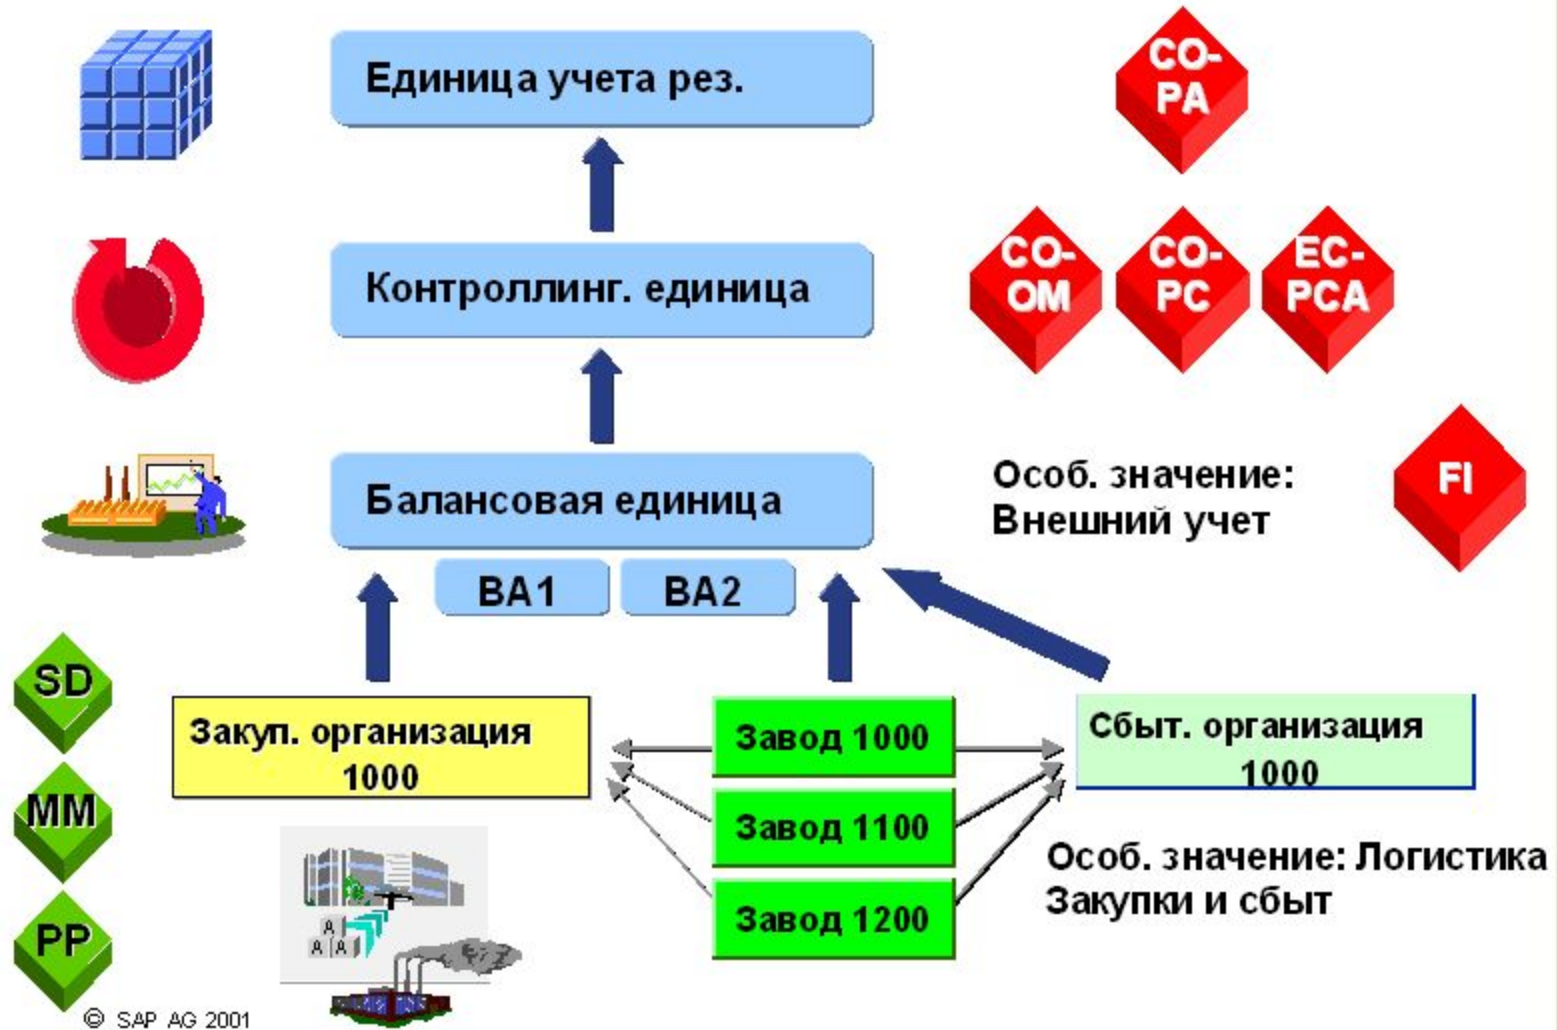 Единица учета рез.
CO-
PA
Контроллинг. единица
CO-
OM
CO-
PC
EC-
PCA
Балансовая единица
Особ. значение:
Внешний учет
FI
BA1
BA2
SD
MM
PP
Закуп. организация
1000
Завод 1000
Завод 1100
Завод 1200
Сбыт. организация
1000
Особ. значение: Логистика
Закупки и сбыт
A
A A
© SAP AG 2001